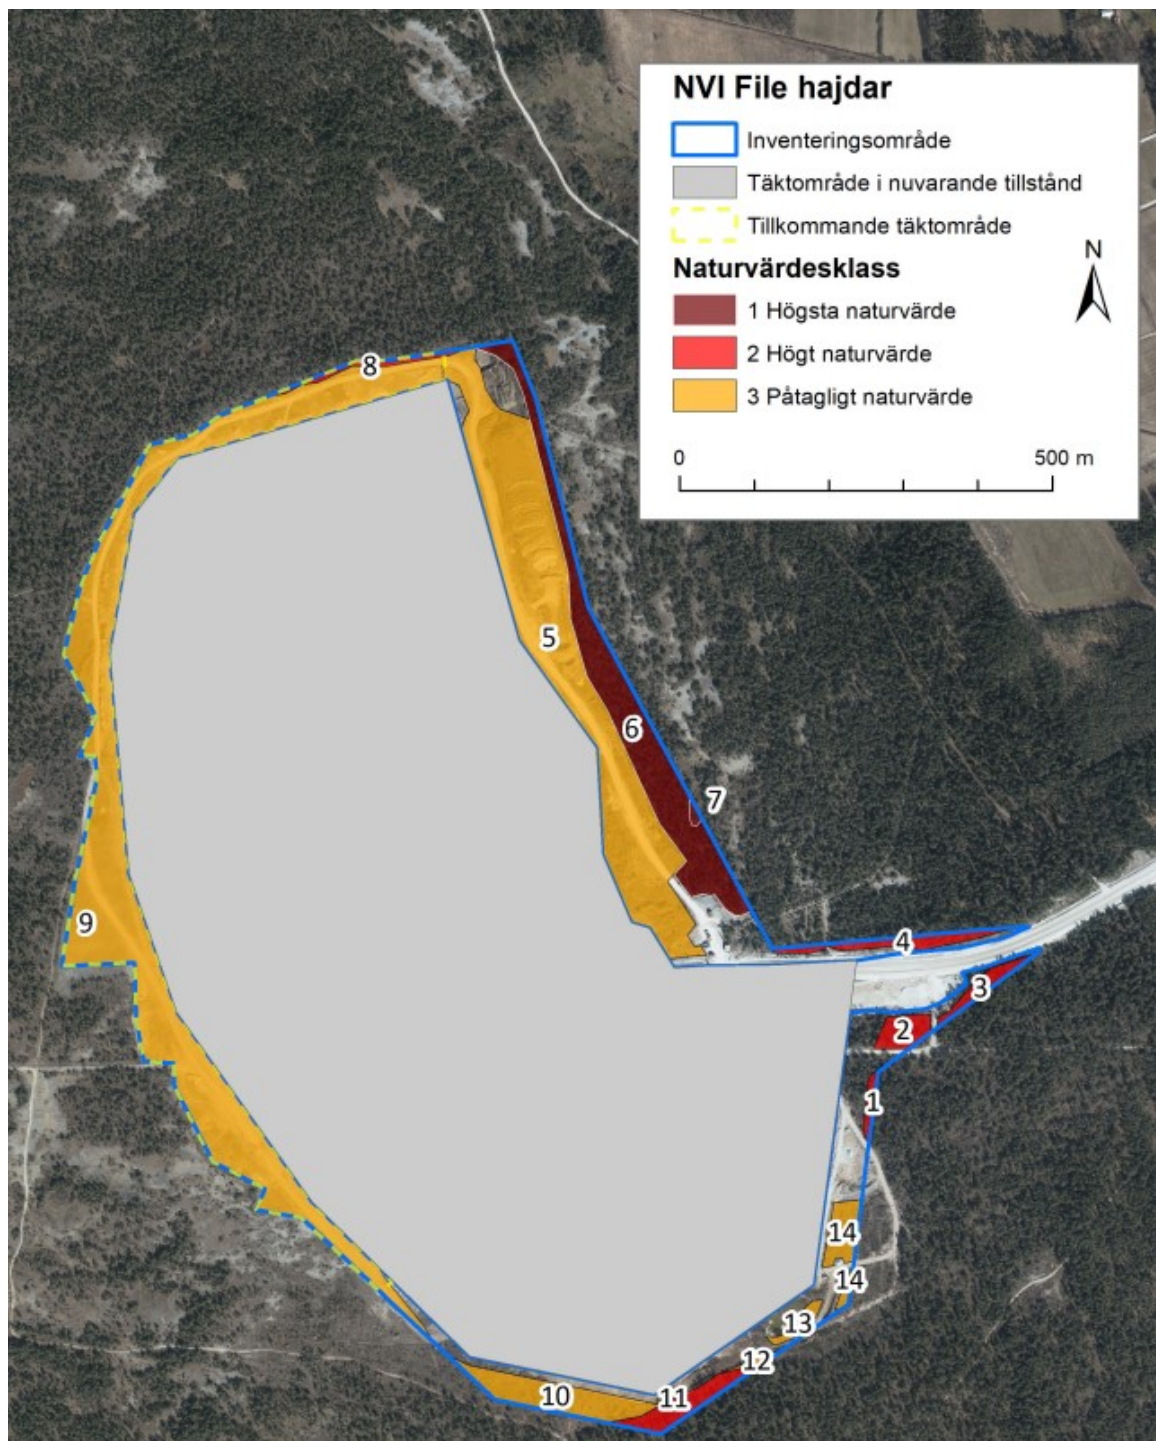 NVI File hajdar
Inventeringsområde
Täktområde i nuvarande tillstånd
Tillkommande täktområde
Naturvärdesklass
N
1 Högsta naturvärde
2 Högt naturvärde
3 Påtagligt naturvärde
0 500 m
8
5
6
7
9
4
3
2
1
14
14
13
12
11
10